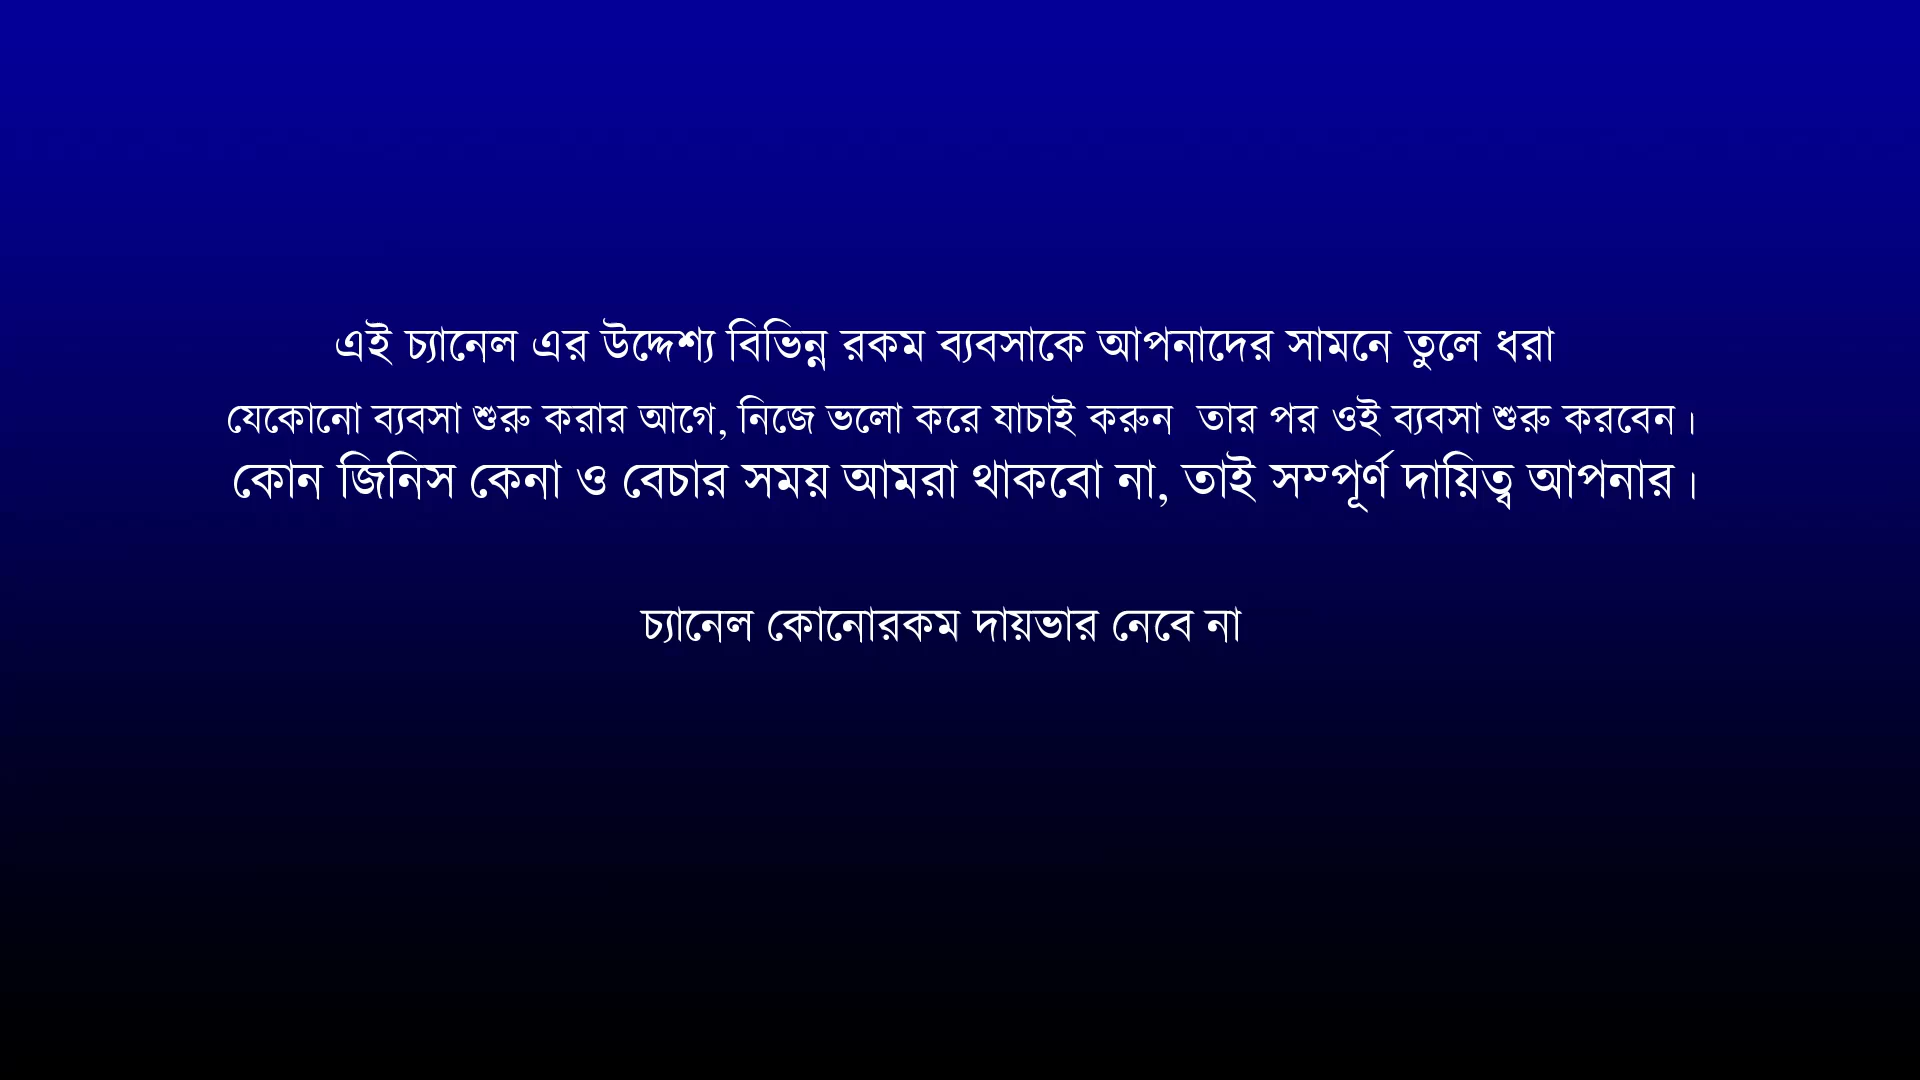 এই চ্যানেল এর উদ্দেশ্য বিভিন্ন রকম ব্যবসাকে আপনাদের সামনে তুলে ধরা
যেকোনো ব্যবসা শুরু করার আগে, নিজে ভলো করে যাচাই করুন  তার পর ওই ব্যবসা শুরু করবেন।
কোন জিনিস কেনা ও বেচার সময় আমরা থাকবো না, তাই সম্পূর্ণ দায়িত্ব আপনার।
চ্যানেল কোনোরকম দায়ভার নেবে না